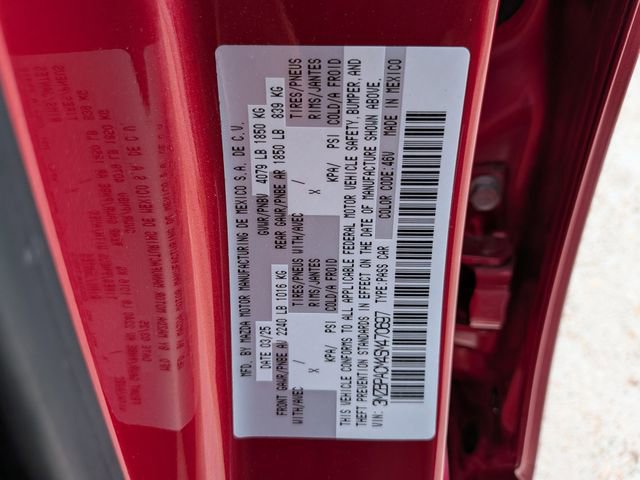 MFD. BY MAZDA MOTOR MANUFACTURING DE MEXICO S.A. DE C.V.
DATE 03/25 GVWR/PNBV 4079 LB 1850 KG
FRONT GAWR/PNBE AV 2240 LB 1016 KG REAR GAWR/PNBE AR 1850 LB 839 KG
WITH/AVEC TIRES/PNEUS WITH/AVEC TIRES/PNEUS
X RIMS/JANTES X RIMS/JANTES
KPA/ PSI COLD/A FROID KPA/ PSI COLD/A FROID
THIS VEHICLE CONFORMS TO ALL APPLICABLE FEDERAL MOTOR VEHICLE SAFETY, BUMPER, AND
THEFT PREVENTION STANDARDS IN EFFECT ON THE DATE OF MANUFACTURE SHOWN ABOVE.
VIN: TYPE:PASS CAR COLOR CODE:46V MADE IN MEXICO